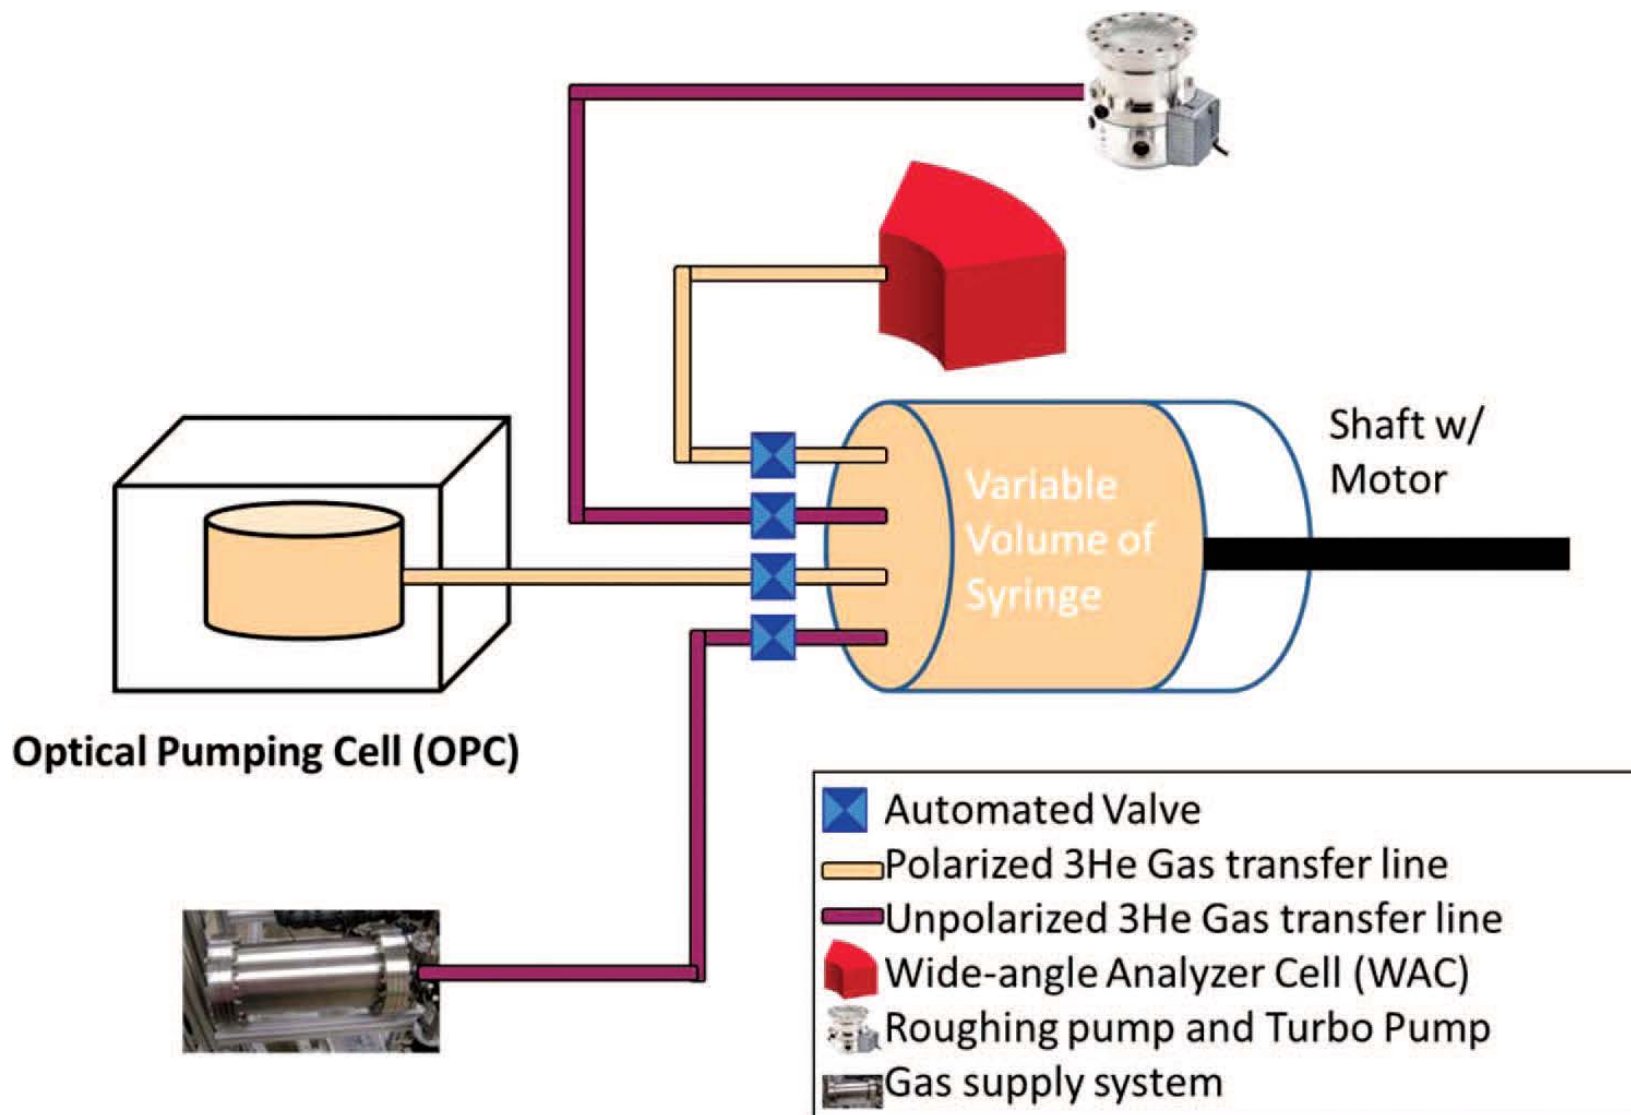 Shaft w/
Motor
Variable
Volume of
Syringe
Optical Pumping Cell (OPC)
Automated Valve
Polarized 3He Gas transfer line
Unpolarized 3He Gas transfer line
Wide-angle Analyzer Cell (WAC)
Roughing pump and Turbo Pump
Gas supply system